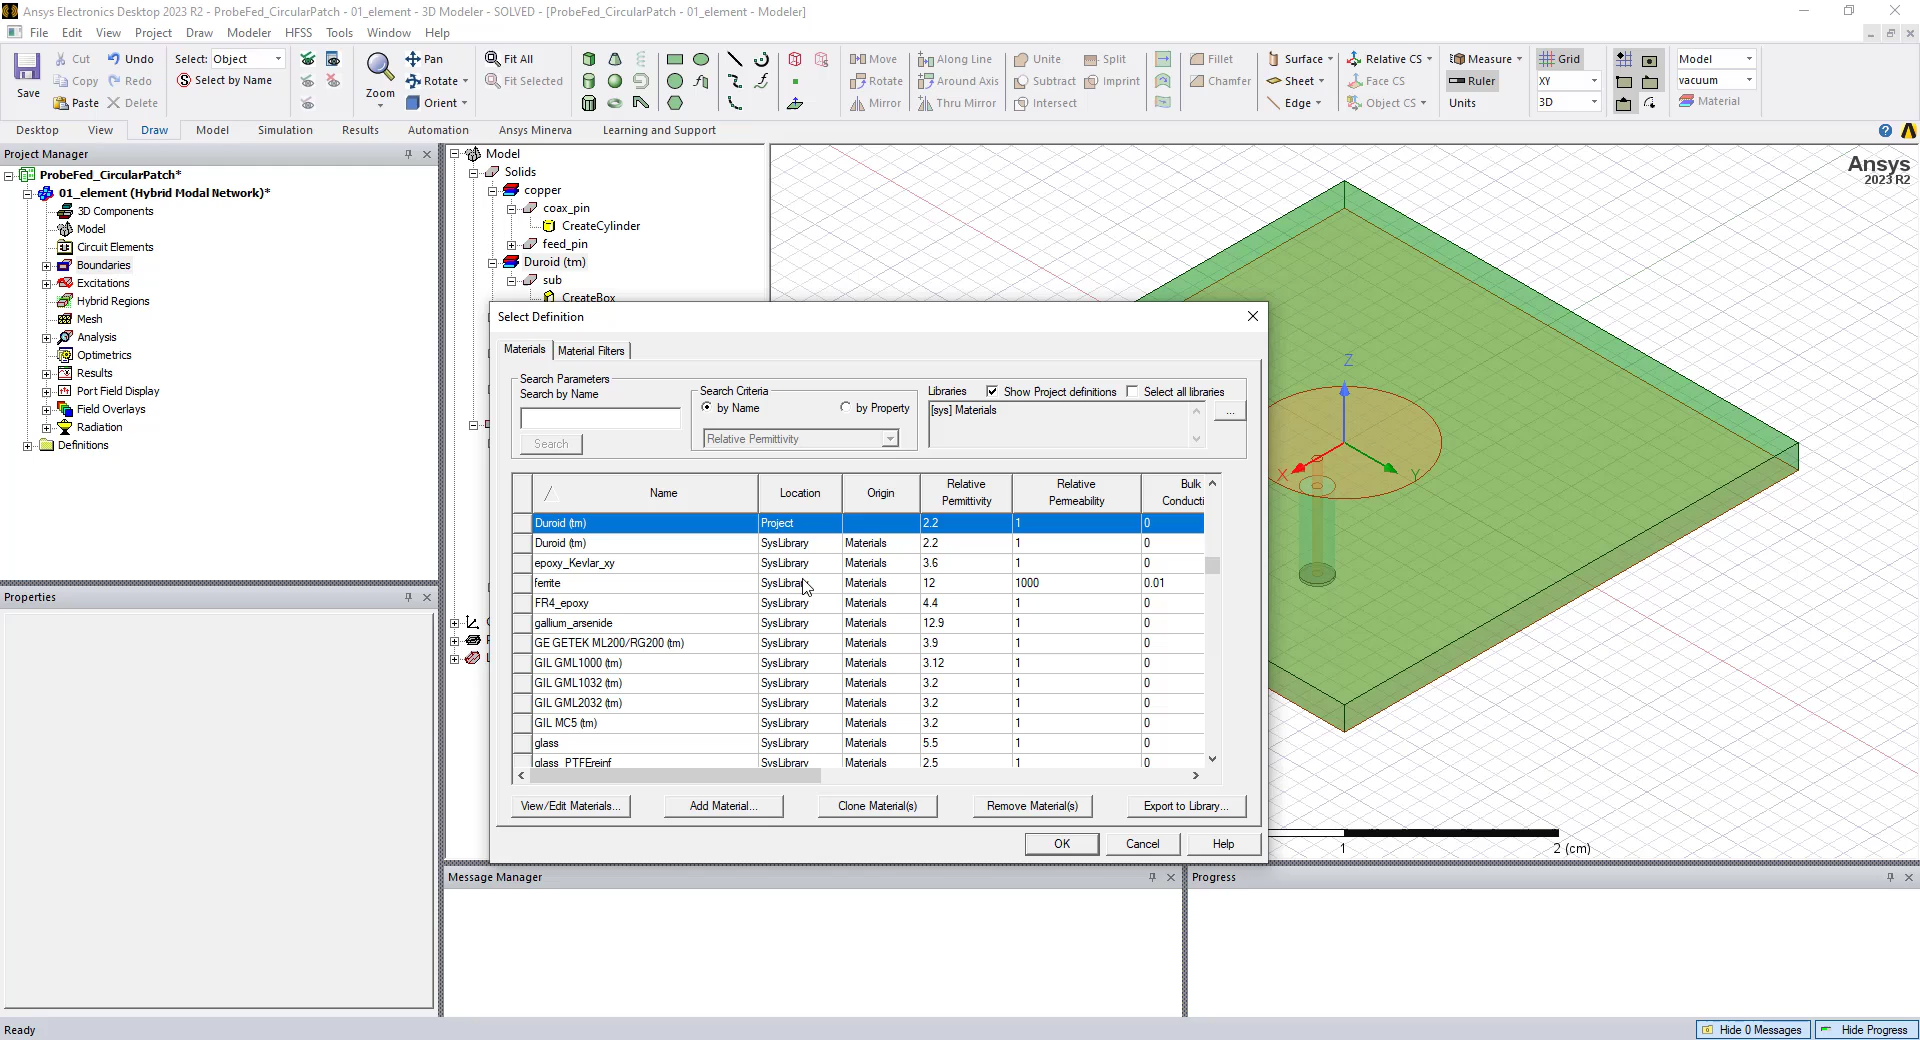 Ansys Electronics Desktop 2023 R2 - ProbeFed_CircularPatch - 01_element - 3D Modeler - SOLVED - [ProbeFed_CircularPatch - 01_element - Modeler]
File Edit View Project Draw Modeler HFSS Tools Window Help
Save
Cut Undo
Copy Redo
Paste Delete
Select: Object
Select by Name
Zoom
Pan
Rotate
Orient
Fit All
Fit Selected
Move Along Line Unite Split
Rotate Around Axis Subtract Imprint
Mirror Thru Mirror Intersect
Fillet
Chamfer
Surface
Sheet
Edge
Relative CS
Face CS
Object CS
Measure
Ruler
Units
Grid
XY
3D
Model
vacuum
Material
Desktop View Draw Model Simulation Results Automation Ansys Minerva Learning and Support
Project Manager
ProbeFed_CircularPatch*
01_element (Hybrid Modal Network)*
3D Components
Model
Circuit Elements
Boundaries
Excitations
Hybrid Regions
Mesh
Analysis
Optimetrics
Results
Port Field Display
Field Overlays
Radiation
Definitions
Properties
Model
Solids
copper
coax_pin
CreateCylinder
feed_pin
Duroid (tm)
sub
CreateBox
Ansys
2023 R2
Z
X
Y
1 2 (cm)
Select Definition
Materials Material Filters
Search Parameters
Search by Name
Search
Search Criteria
by Name by Property
Relative Permittivity
Libraries Show Project definitions Select all libraries
[sys] Materials
...
Name Location Origin Relative Permittivity Relative Permeability Bulk Conducti
Duroid (tm) Project 2.2 1 0
Duroid (tm) SysLibrary Materials 2.2 1 0
epoxy_Kevlar_xy SysLibrary Materials 3.6 1 0
ferrite SysLibrary Materials 12 1000 0.01
FR4_epoxy SysLibrary Materials 4.4 1 0
gallium_arsenide SysLibrary Materials 12.9 1 0
GE GETEK ML200/RG200 (tm) SysLibrary Materials 3.9 1 0
GIL GML1000 (tm) SysLibrary Materials 3.12 1 0
GIL GML1032 (tm) SysLibrary Materials 3.2 1 0
GIL GML2032 (tm) SysLibrary Materials 3.2 1 0
GIL MC5 (tm) SysLibrary Materials 3.2 1 0
glass SysLibrary Materials 5.5 1 0
glass_PTFEreinf SysLibrary Materials 2.5 1 0
View/Edit Materials... Add Material... Clone Material(s) Remove Material(s) Export to Library...
OK Cancel Help
Message Manager
Progress
Ready
Hide 0 Messages Hide Progress